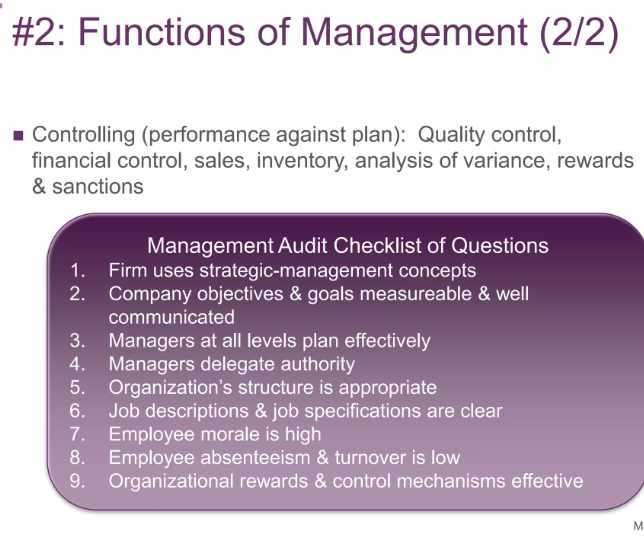 #2: Functions of Management (2/2)
■ Controlling (performance against plan): Quality control,
financial control, sales, inventory, analysis of variance, rewards
& sanctions
Management Audit Checklist of Questions
1. Firm uses strategic-management concepts
2. Company objectives & goals measureable & well
communicated
3. Managers at all levels plan effectively
4. Managers delegate authority
5. Organization's structure is appropriate
6. Job descriptions & job specifications are clear
7. Employee morale is high
8. Employee absenteeism & turnover is low
9. Organizational rewards & control mechanisms effective